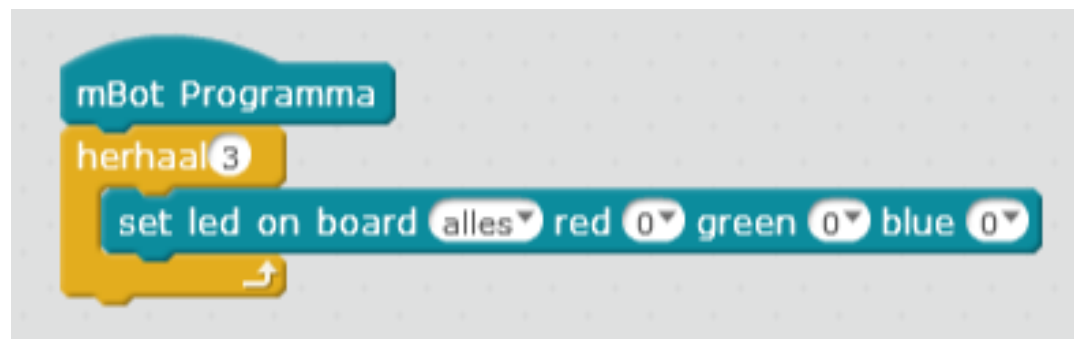 mBot Programma
herhaal 3
set led on board alles red 0 green 0 blue 0